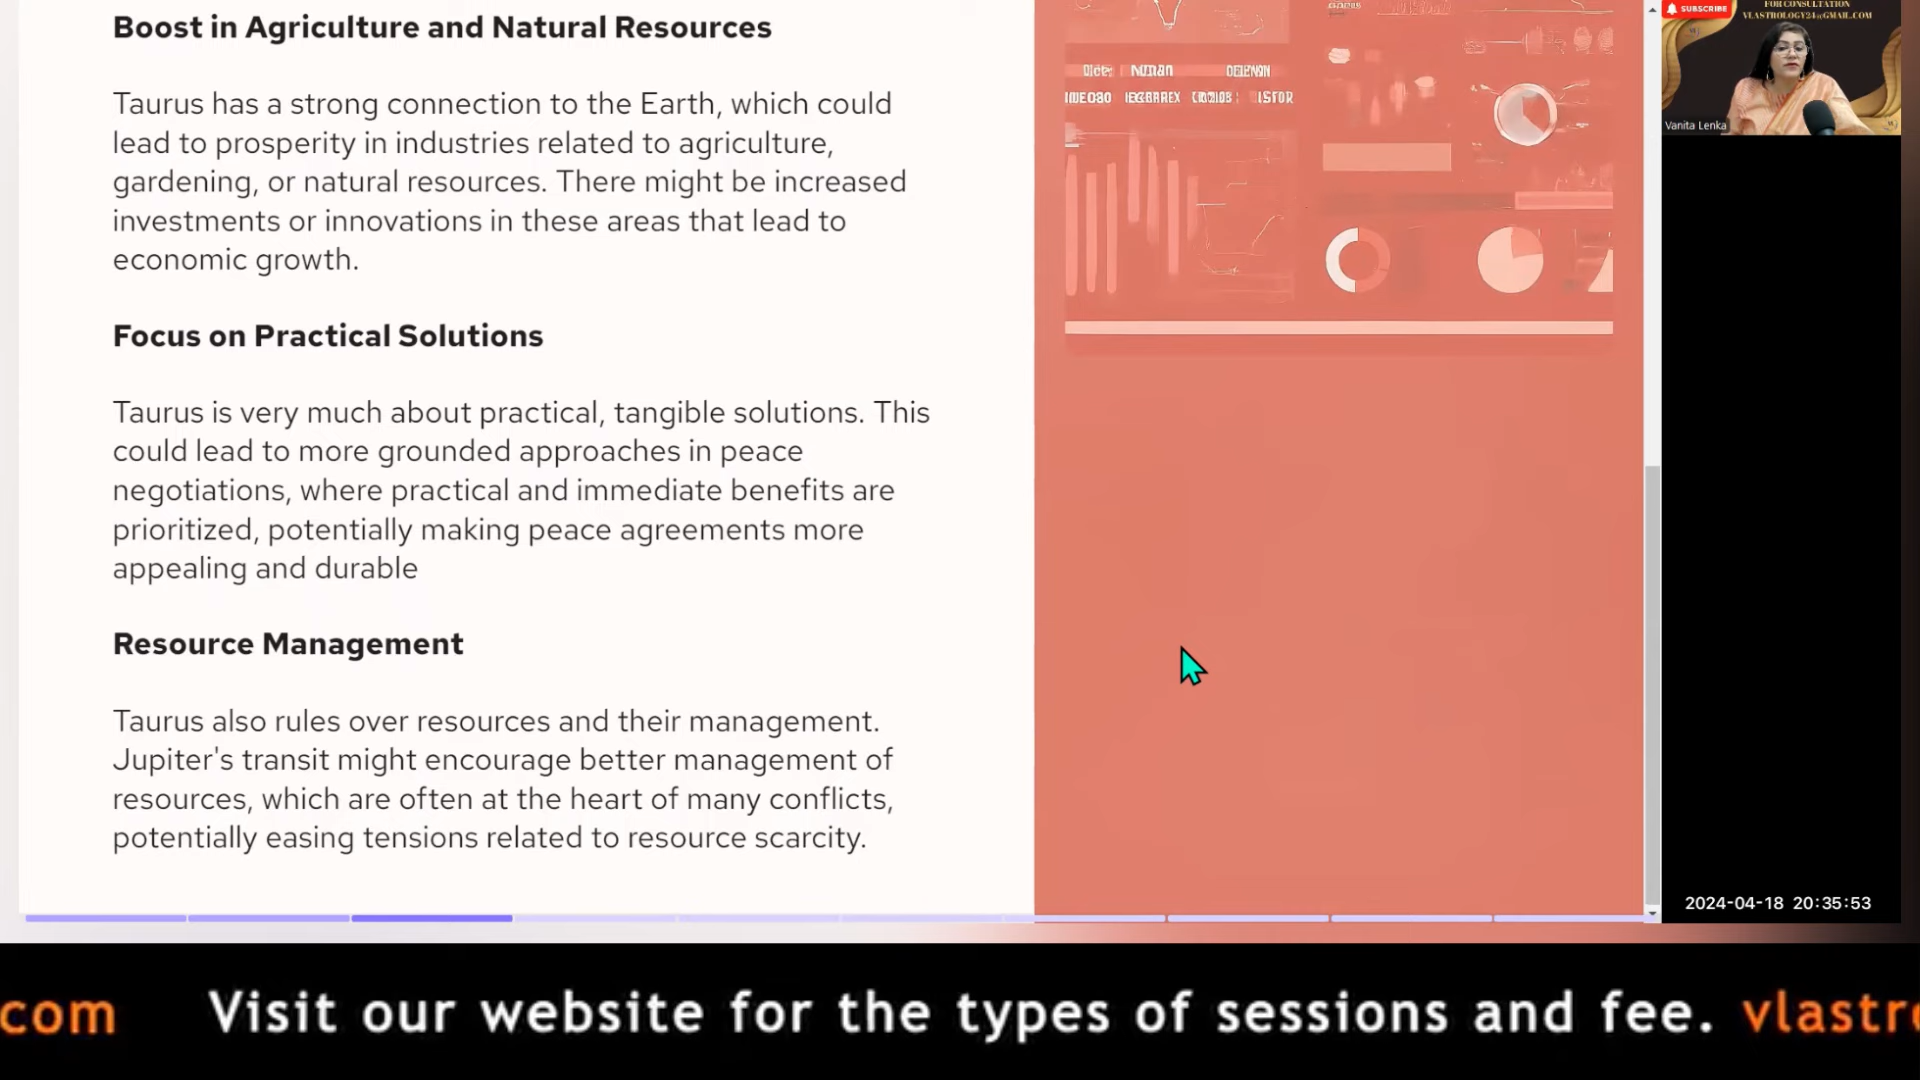 Boost in Agriculture and Natural Resources
Taurus has a strong connection to the Earth, which could
lead to prosperity in industries related to agriculture,
gardening, or natural resources. There might be increased
investments or innovations in these areas that lead to
economic growth.
Focus on Practical Solutions
Taurus is very much about practical, tangible solutions. This
could lead to more grounded approaches in peace
negotiations, where practical and immediate benefits are
prioritized, potentially making peace agreements more
appealing and durable
Resource Management
Taurus also rules over resources and their management.
Jupiter's transit might encourage better management of
resources, which are often at the heart of many conflicts,
potentially easing tensions related to resource scarcity.
SUBSCRIBE
FOR CONSULTATION
VLASTROLOGY24@GMAIL.COM
Vanita Lenka
2024-04-18 20:35:53
com Visit our website for the types of sessions and fee. vlastro